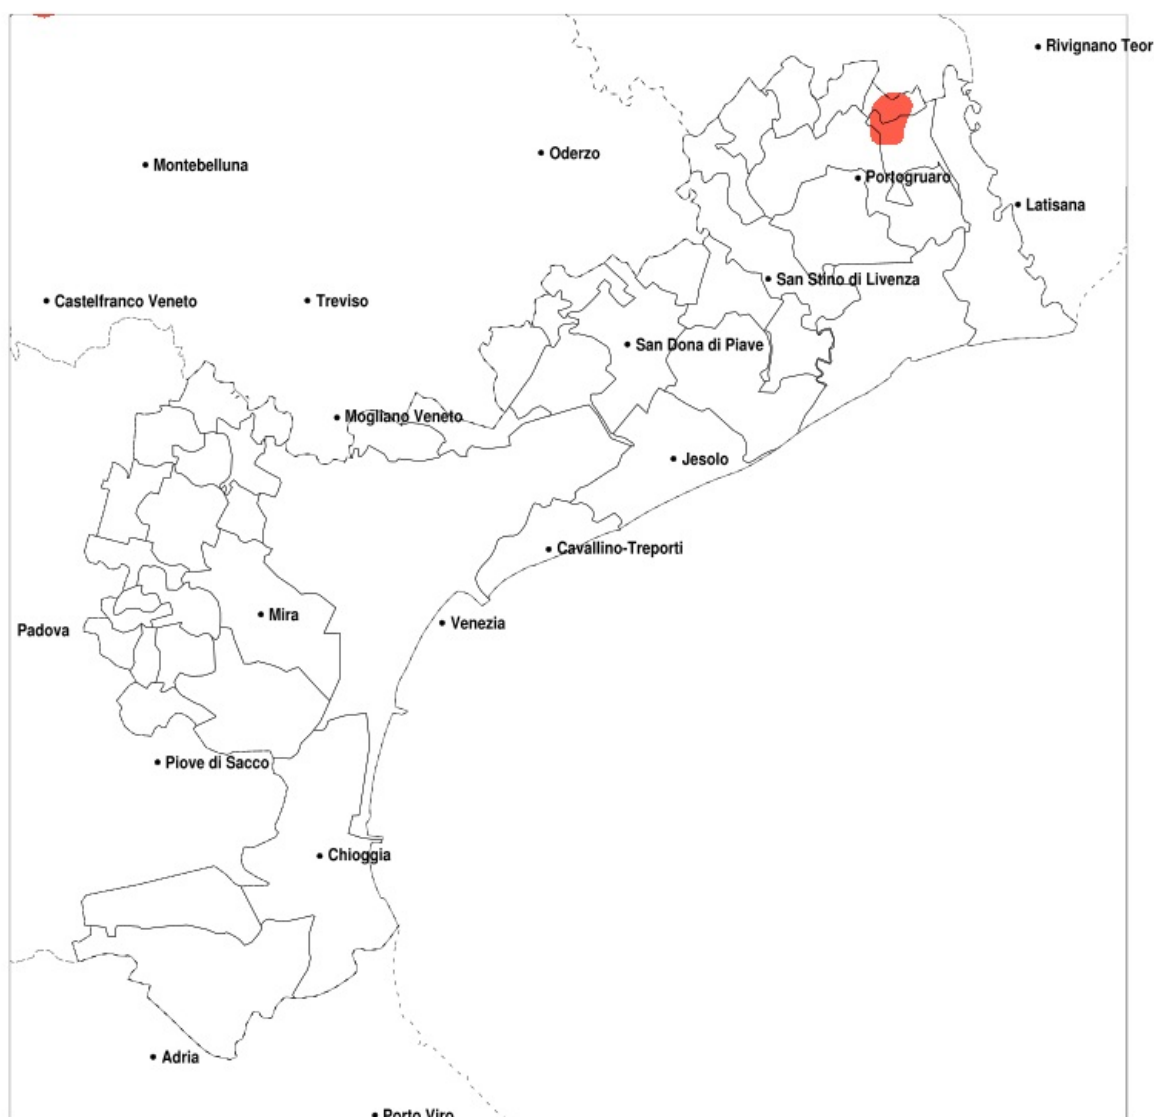 Rivignano Teor
Montebelluna
Oderzo
Portogruaro
Latisana
San Stino di Livenza
Castelfranco Veneto
Treviso
San Dona di Piave
Mogliano Veneto
Jesolo
Cavallino-Treporti
Mira
Venezia
Padova
Piove di Sacco
Chioggia
Adria
Porto Viro